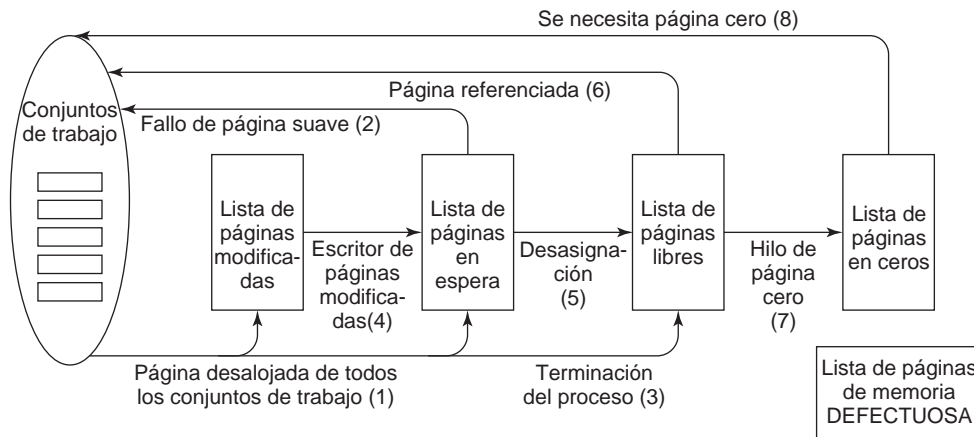 Se necesita página cero (8)
Página referenciada (6)
Conjuntos
de trabajo
Fallo de página suave (2)
Lista de
páginas
modifica-
das
Escritor de
páginas
modifica-
das(4)
Lista de
páginas
en
espera
Desasigna-
ción
(5)
Lista de
páginas
libres
Hilo de
página
cero
(7)
Lista de
páginas
en ceros
Página desalojada de todos
los conjuntos de trabajo (1)
Terminación
del proceso (3)
Lista de páginas
de memoria
DEFECTUOSA